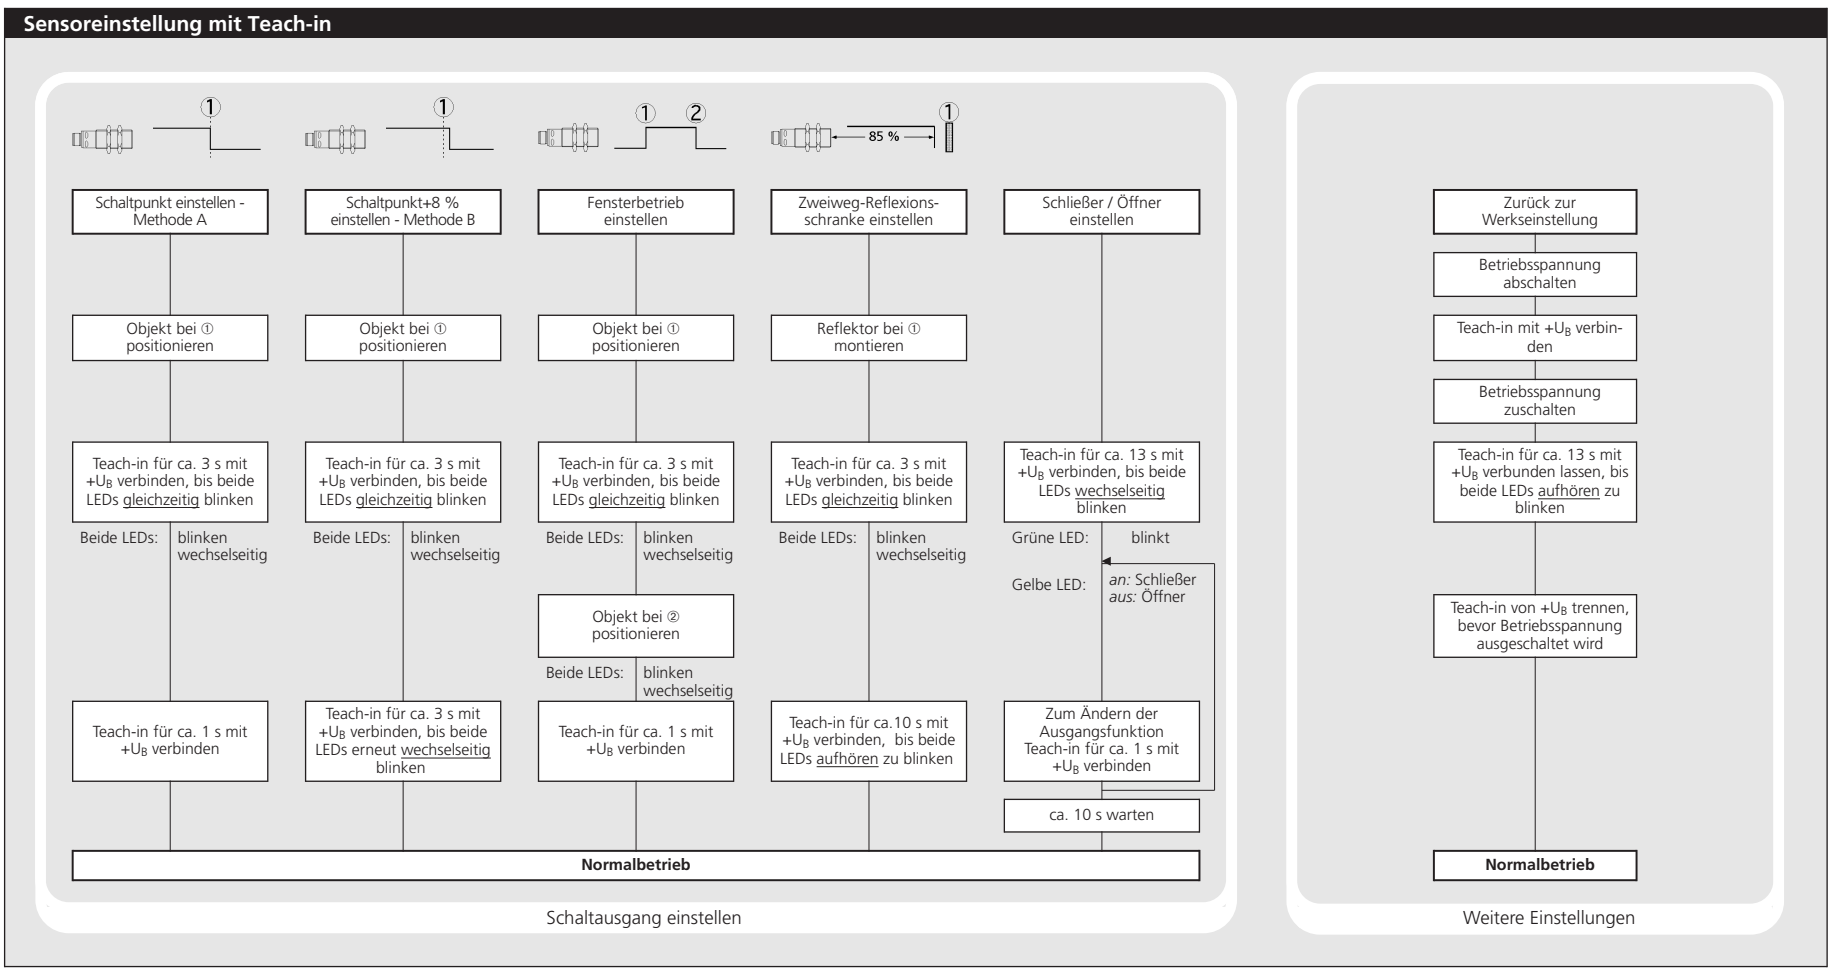 Sensoreinstellung mit Teach-in
①
Schaltpunkt einstellen -
Methode A
Objekt bei ①
positionieren
Teach-in für ca. 3 s mit
+UB verbinden, bis beide
LEDs gleichzeitig blinken
Beide LEDs: blinken
wechselseitig
Teach-in für ca. 1 s mit
+UB verbinden
①
Schaltpunkt+8 %
einstellen - Methode B
Objekt bei ①
positionieren
Teach-in für ca. 3 s mit
+UB verbinden, bis beide
LEDs gleichzeitig blinken
Beide LEDs: blinken
wechselseitig
Teach-in für ca. 3 s mit
+UB verbinden, bis beide
LEDs erneut wechselseitig
blinken
① ②
Fensterbetrieb
einstellen
Objekt bei ①
positionieren
Teach-in für ca. 3 s mit
+UB verbinden, bis beide
LEDs gleichzeitig blinken
Beide LEDs: blinken
wechselseitig
Objekt bei ②
positionieren
Beide LEDs: blinken
wechselseitig
Teach-in für ca. 1 s mit
+UB verbinden
①
85 %
Zweiweg-Reflexions-
schranke einstellen
Reflektor bei ①
montieren
Teach-in für ca. 3 s mit
+UB verbinden, bis beide
LEDs gleichzeitig blinken
Beide LEDs: blinken
wechselseitig
Teach-in für ca.10 s mit
+UB verbinden, bis beide
LEDs aufhören zu blinken
Schließer / Öffner
einstellen
Teach-in für ca. 13 s mit
+UB verbinden, bis beide
LEDs wechselseitig
blinken
Grüne LED: blinkt
Gelbe LED: an: Schließer
aus: Öffner
Zum Ändern der
Ausgangsfunktion
Teach-in für ca. 1 s mit
+UB verbinden
ca. 10 s warten
Normalbetrieb
Schaltausgang einstellen
Zurück zur
Werkseinstellung
Betriebsspannung
abschalten
Teach-in mit +UB verbin-
den
Betriebsspannung
zuschalten
Teach-in für ca. 13 s mit
+UB verbunden lassen, bis
beide LEDs aufhören zu
blinken
Teach-in von +UB trennen,
bevor Betriebsspannung
ausgeschaltet wird
Normalbetrieb
Weitere Einstellungen